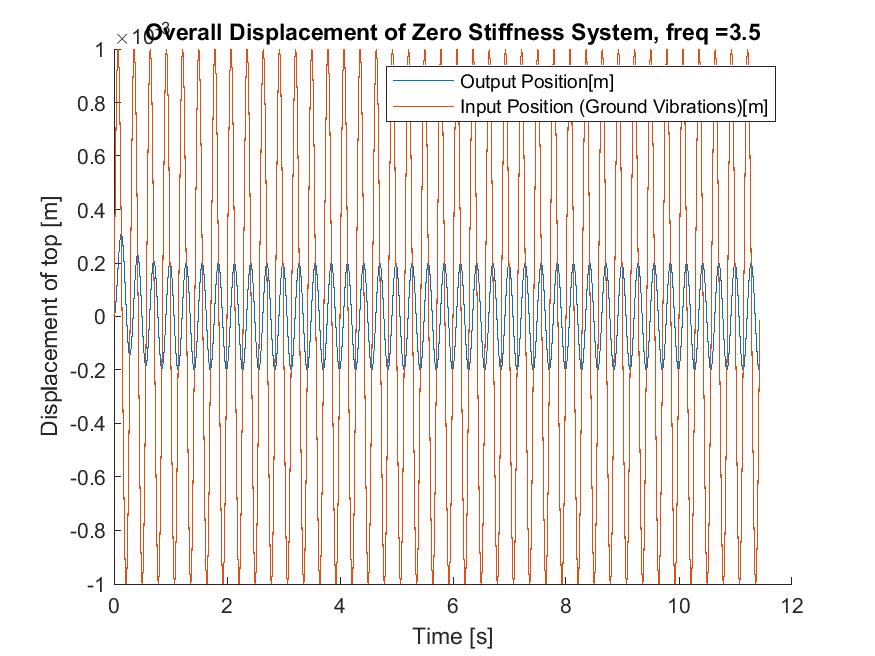 ×10⁻³
Overall Displacement of Zero Stiffness System, freq =3.5
1
0.8
0.6
0.4
0.2
0
-0.2
-0.4
-0.6
-0.8
-1
Displacement of top [m]
Output Position[m]
Input Position (Ground Vibrations)[m]
0 2 4 6 8 10 12
Time [s]